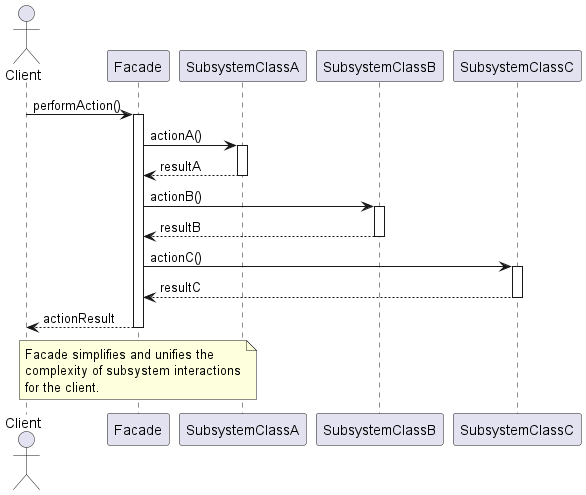 Client
Facade
SubsystemClassA
SubsystemClassB
SubsystemClassC
performAction()
actionA()
resultA
actionB()
resultB
actionC()
resultC
actionResult
Facade simplifies and unifies the
complexity of subsystem interactions
for the client.
Client
Facade
SubsystemClassA
SubsystemClassB
SubsystemClassC